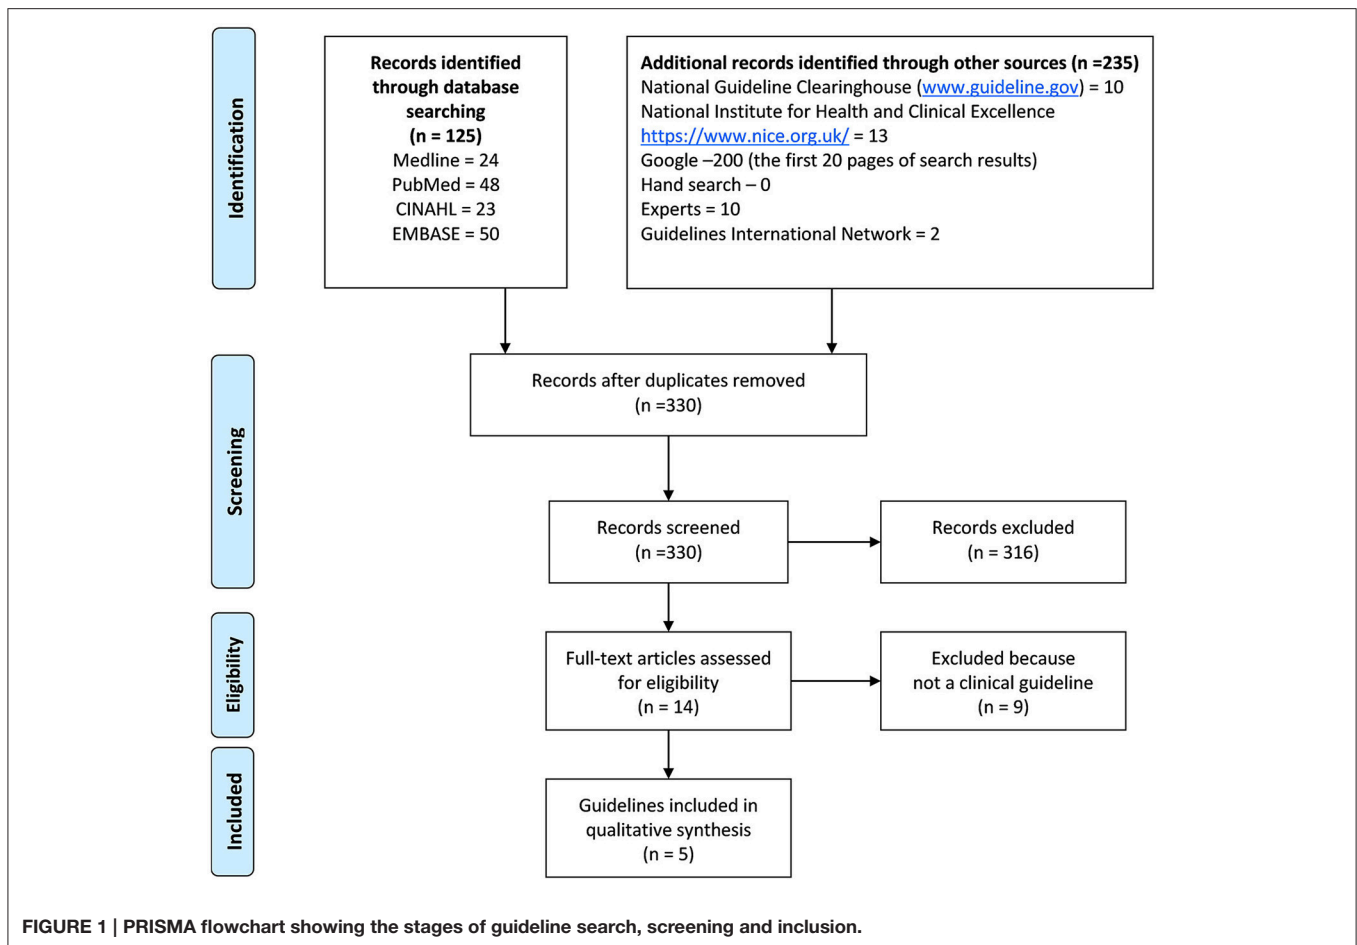 Identification
Records identified
through database
searching
(n = 125)
Medline = 24
PubMed = 48
CINAHL = 23
EMBASE = 50
Additional records identified through other sources (n =235)
National Guideline Clearinghouse (www.guideline.gov) = 10
National Institute for Health and Clinical Excellence
https://www.nice.org.uk/ = 13
Google –200 (the first 20 pages of search results)
Hand search – 0
Experts = 10
Guidelines International Network = 2
Screening
Records after duplicates removed
(n =330)
Records screened
(n =330)
Records excluded
(n = 316)
Eligibility
Full-text articles assessed
for eligibility
(n = 14)
Excluded because
not a clinical guideline
(n = 9)
Included
Guidelines included in
qualitative synthesis
(n = 5)
FIGURE 1 | PRISMA flowchart showing the stages of guideline search, screening and inclusion.